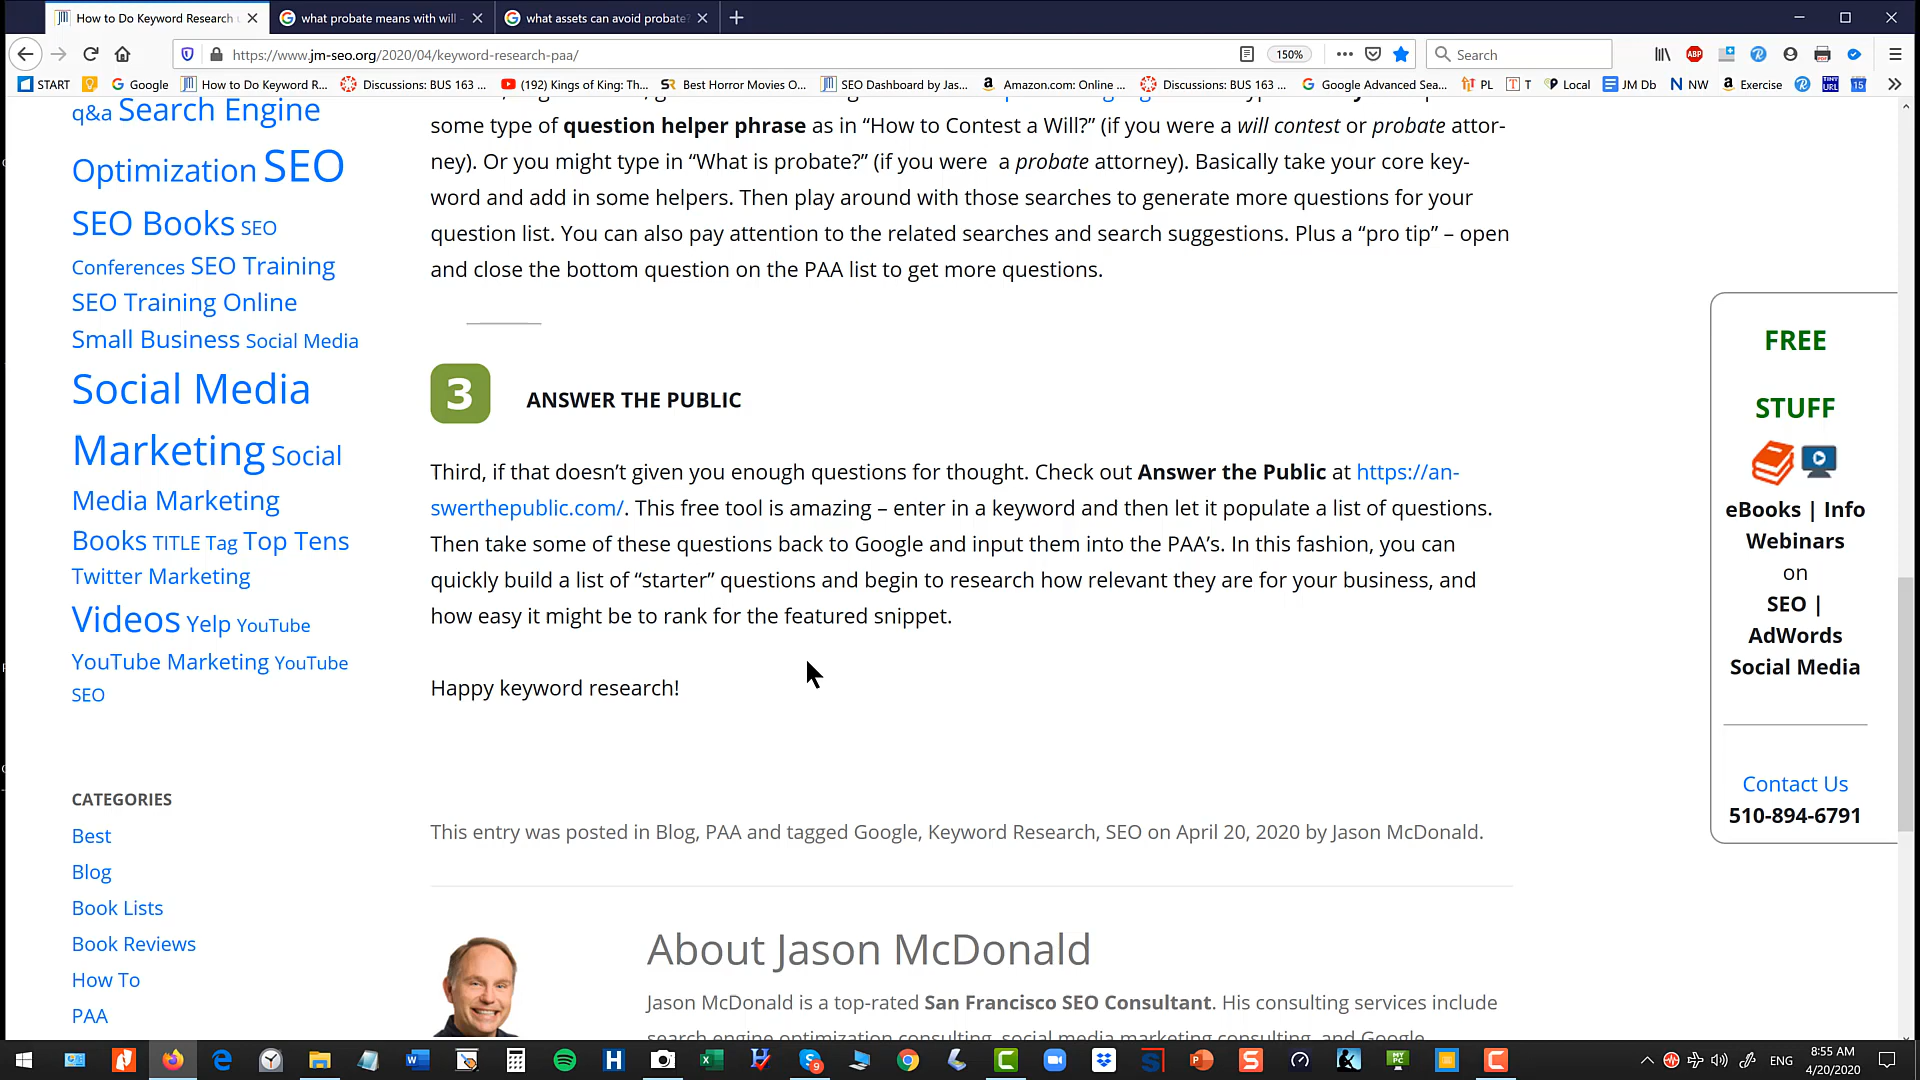 How to Do Keyword Research u
what probate means with will -
what assets can avoid probate?
https://www.jm-seo.org/2020/04/keyword-research-paa/
150%
Search
START
Google
How to Do Keyword R...
Discussions: BUS 163 ...
(192) Kings of King: Th...
Best Horror Movies O...
SEO Dashboard by Jas...
Amazon.com: Online ...
Discussions: BUS 163 ...
Google Advanced Sea...
PL
T
Local
JM Db
NW
Exercise
q&a Search Engine
Optimization SEO
SEO Books SEO
Conferences SEO Training
SEO Training Online
Small Business Social Media
Social Media
Marketing Social
Media Marketing
Books TITLE Tag Top Tens
Twitter Marketing
Videos Yelp YouTube
YouTube Marketing YouTube
SEO
CATEGORIES
Best
Blog
Book Lists
Book Reviews
How To
PAA
some type of question helper phrase as in “How to Contest a Will?” (if you were a will contest or probate attor-
ney). Or you might type in “What is probate?” (if you were a probate attorney). Basically take your core key-
word and add in some helpers. Then play around with those searches to generate more questions for your
question list. You can also pay attention to the related searches and search suggestions. Plus a “pro tip” – open
and close the bottom question on the PAA list to get more questions.
3
ANSWER THE PUBLIC
Third, if that doesn’t given you enough questions for thought. Check out Answer the Public at https://an-
swerthepublic.com/. This free tool is amazing – enter in a keyword and then let it populate a list of questions.
Then take some of these questions back to Google and input them into the PAA’s. In this fashion, you can
quickly build a list of “starter” questions and begin to research how relevant they are for your business, and
how easy it might be to rank for the featured snippet.
Happy keyword research!
This entry was posted in Blog, PAA and tagged Google, Keyword Research, SEO on April 20, 2020 by Jason McDonald.
About Jason McDonald
Jason McDonald is a top-rated San Francisco SEO Consultant. His consulting services include
search engine optimization consulting, social media marketing consulting, and Google
FREE
STUFF
eBooks | Info
Webinars
on
SEO |
AdWords
Social Media
Contact Us
510-894-6791
ENG
8:55 AM
4/20/2020